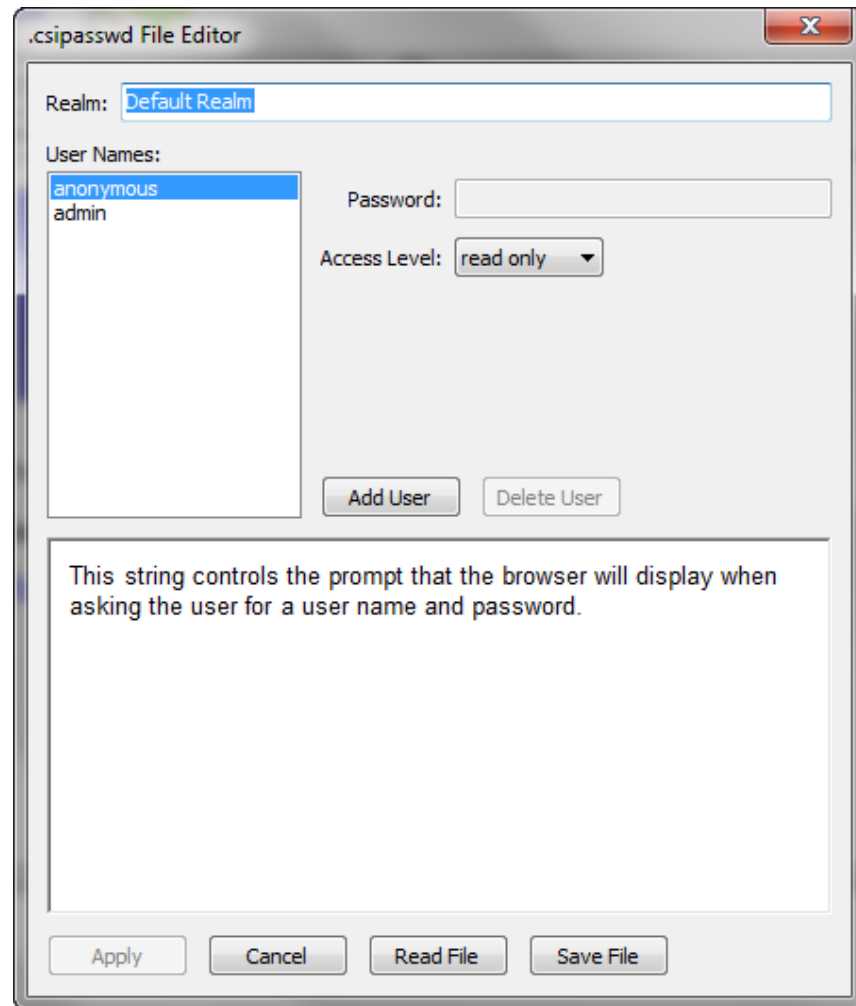 .csipasswd File Editor
Realm: Default Realm
User Names:
anonymous
admin
Password:
Access Level: read only
Add User Delete User
This string controls the prompt that the browser will display when
asking the user for a user name and password.
Apply Cancel Read File Save File